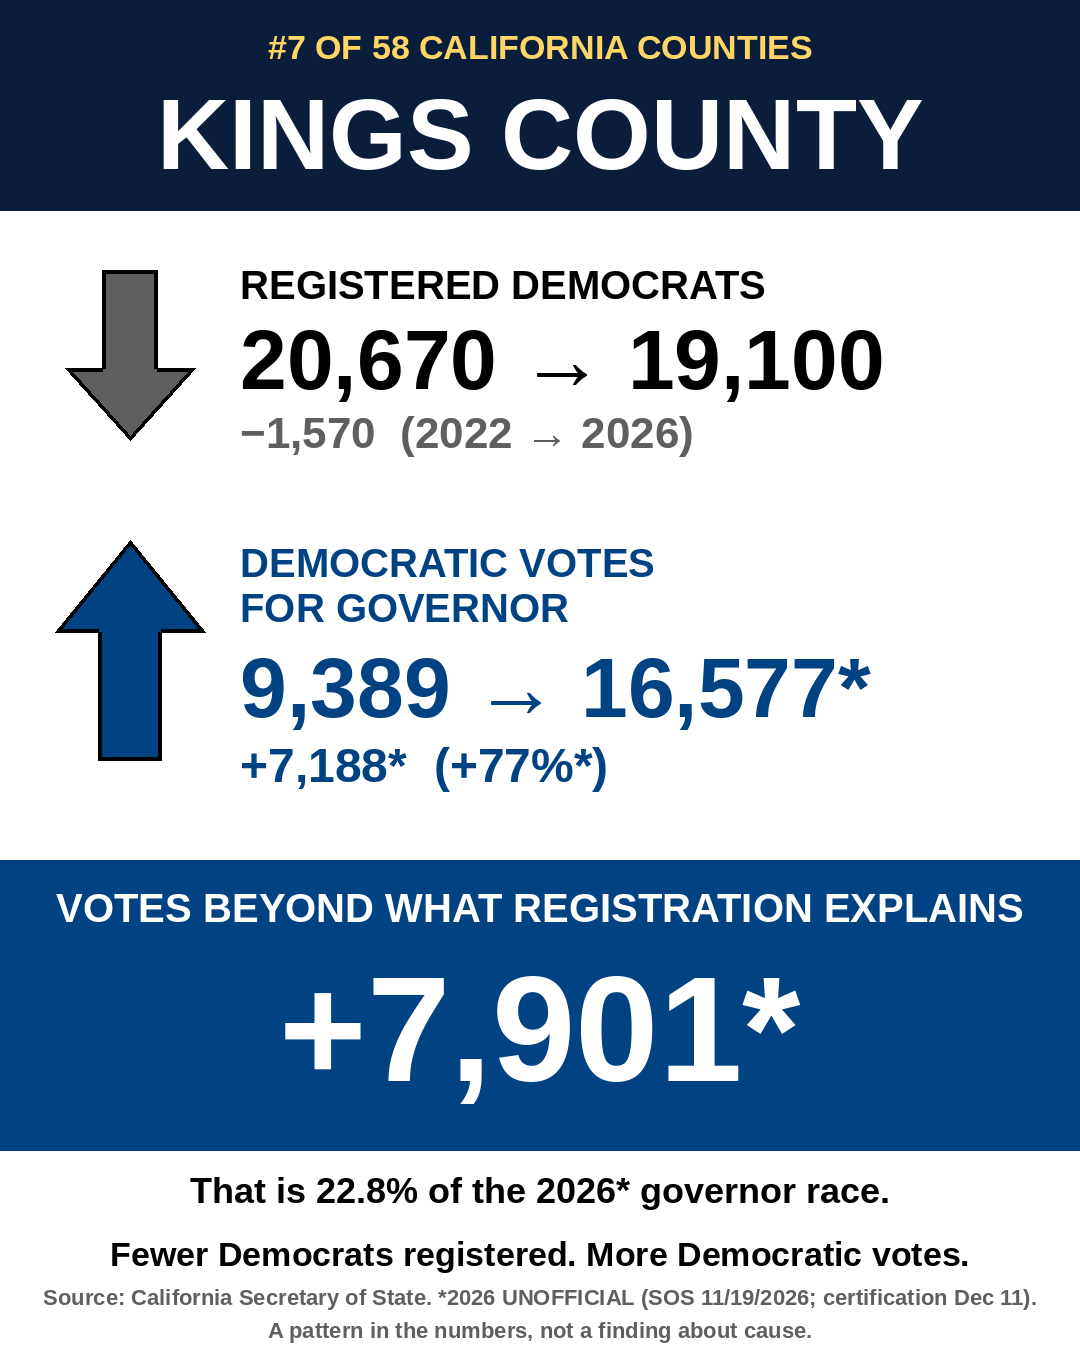 #7 OF 58 CALIFORNIA COUNTIES
KINGS COUNTY
REGISTERED DEMOCRATS
20,670 → 19,100
−1,570 (2022 → 2026)
DEMOCRATIC VOTES
FOR GOVERNOR
9,389 → 16,577*
+7,188* (+77%*)
VOTES BEYOND WHAT REGISTRATION EXPLAINS
+7,901*
That is 22.8% of the 2026* governor race.
Fewer Democrats registered. More Democratic votes.
Source: California Secretary of State. *2026 UNOFFICIAL (SOS 11/19/2026; certification Dec 11).
A pattern in the numbers, not a finding about cause.